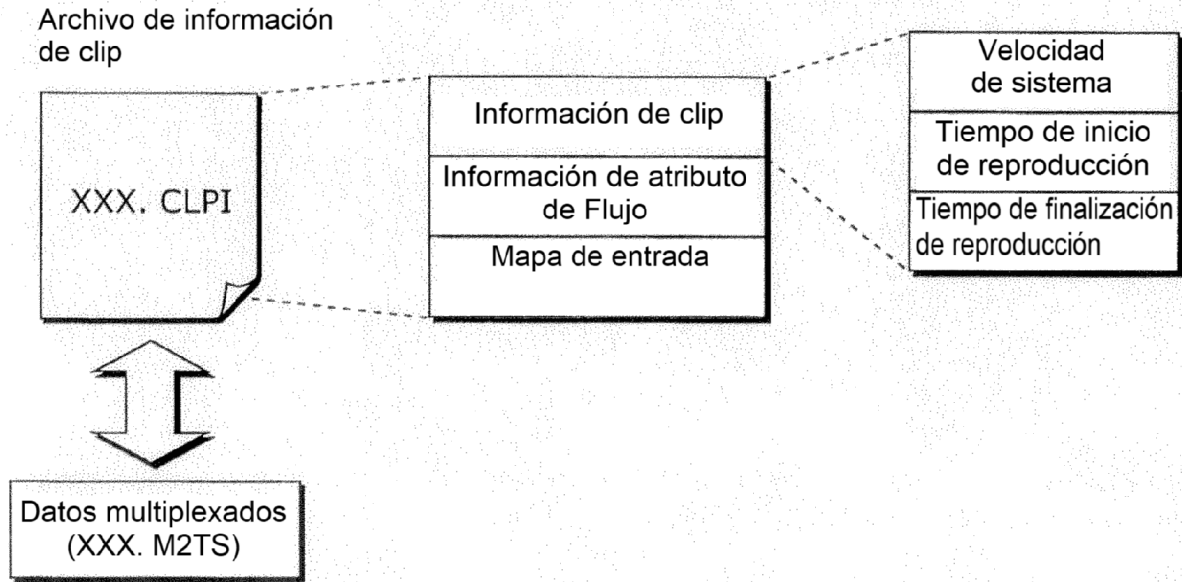 Archivo de información
de clip
XXX. CLPI
Datos multiplexados
(XXX. M2TS)
Información de clip
Información de atributo
de Flujo
Mapa de entrada
Velocidad
de sistema
Tiempo de inicio
de reproducción
Tiempo de finalización
de reproducción